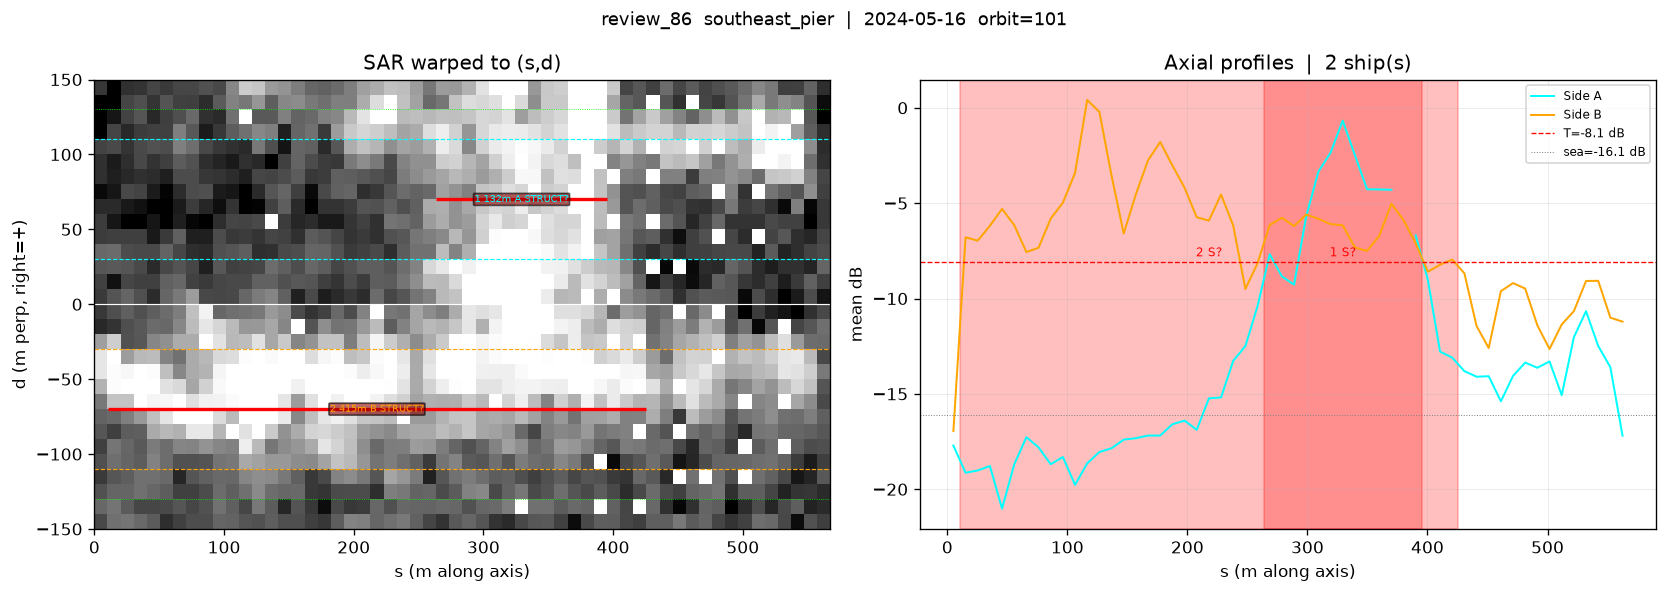 review_86  southeast_pier  |  2024-05-16  orbit=101
SAR warped to (s,d)
150
100
50
0
−50
−100
−150
d (m perp, right=+)
1 132m A STRUCT?
2 415m B STRUCT?
0
100
200
300
400
500
s (m along axis)
Axial profiles  |  2 ship(s)
0
−5
−10
−15
−20
mean dB
Side A
Side B
T=-8.1 dB
sea=-16.1 dB
2 S?
1 S?
0
100
200
300
400
500
s (m along axis)